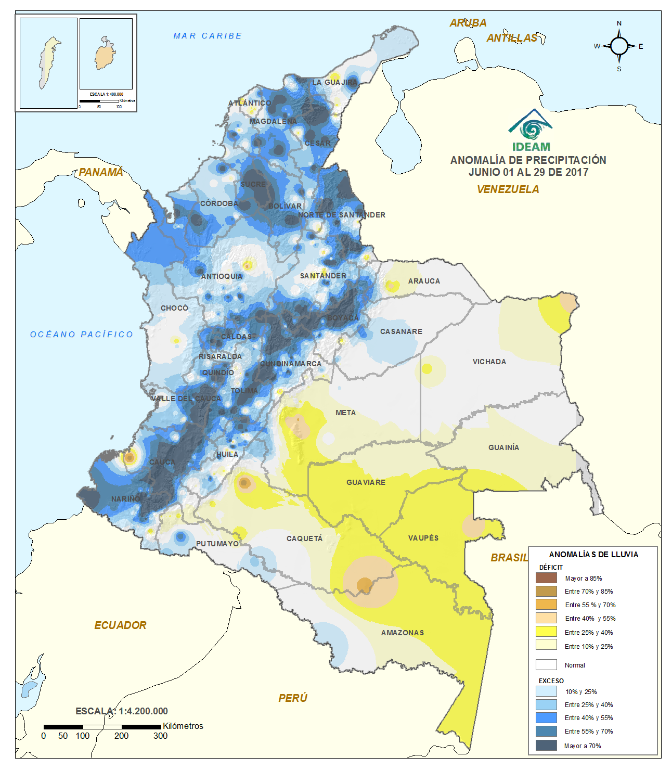 MAR CARIBE
ARUBA
ANTILLAS
N
W
E
S
ESCALA 1:400.000
LA GUAJIRA
ATLÁNTICO
MAGDALENA
CESAR
IDEAM
ANOMALÌA DE PRECIPITACIÓN
JUNIO 01 AL 29 DE 2017
PANAMÁ
VENEZUELA
SUCRE
CÓRDOBA
BOLÍVAR
NORTE DE SANTANDER
ANTIOQUIA
SANTANDER
ARAUCA
CHOCÓ
BOYACÁ
CASANARE
OCÉANO PACÍFICO
CALDAS
RISARALDA
CUNDINAMARCA
VICHADA
QUINDÍO
TOLIMA
VALLE DEL CAUCA
META
GUAINÍA
HUILA
CAUCA
GUAVIARE
NARIÑO
PUTUMAYO
CAQUETÁ
VAUPÉS
BRASIL
AMAZONAS
ECUADOR
PERÚ
ESCALA: 1:4.200.000
Kilómetros
0 50 100 200 300
ANOMALÍAS DE LLUVIA
DÉFICIT
Mayor a 85%
Entre 70% y 85%
Entre 55 % y 70%
Entre 40% y 55%
Entre 25% y 40%
Entre 10% y 25%
Normal
EXCESO
10% y 25%
Entre 25% y 40%
Entre 40% y 55%
Entre 55% y 70%
Mayor a 70%